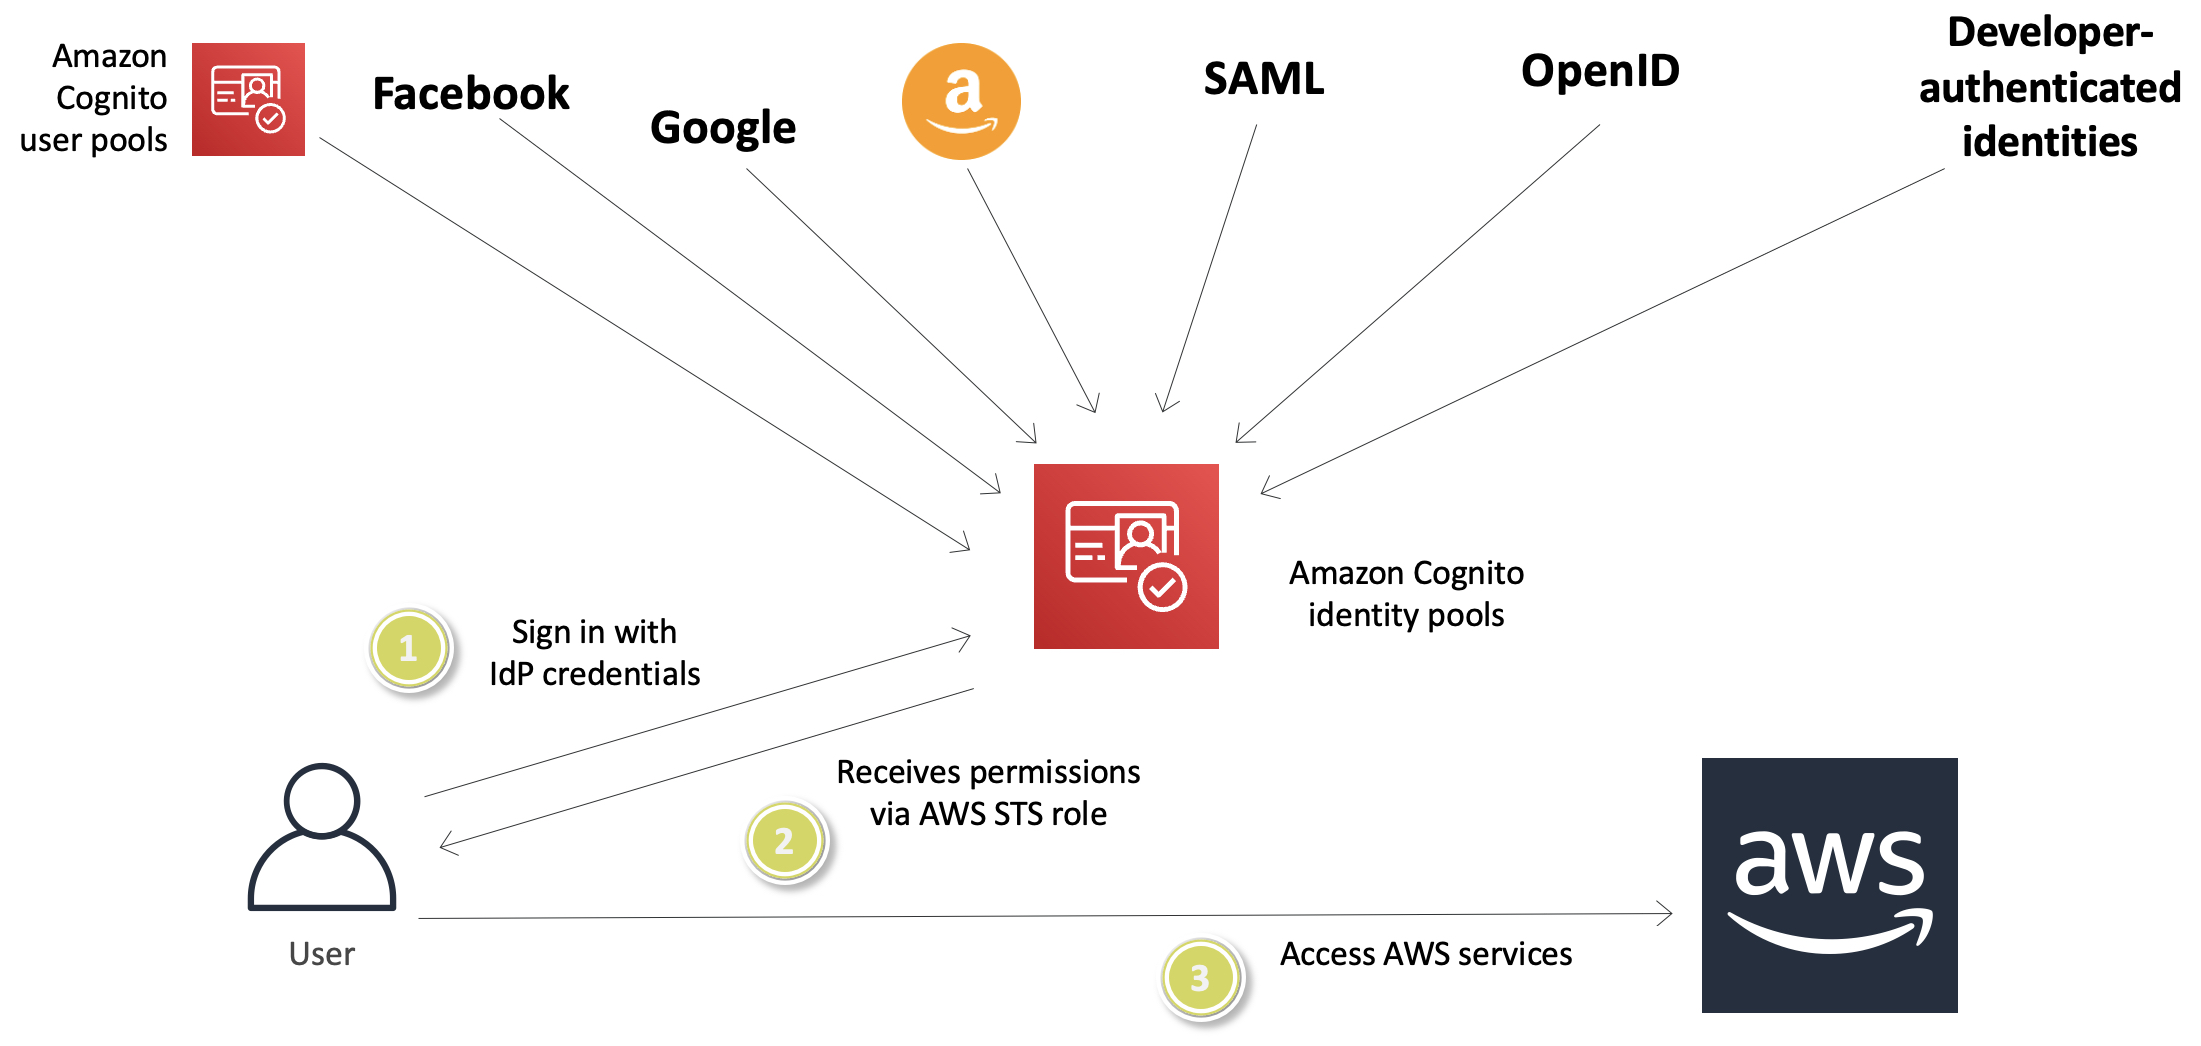 Amazon
Cognito
user pools
Facebook
Google
a
SAML
OpenID
Developer-
authenticated
identities
Amazon Cognito
identity pools
1
Sign in with
IdP credentials
Receives permissions
via AWS STS role
2
User
3
Access AWS services
aws